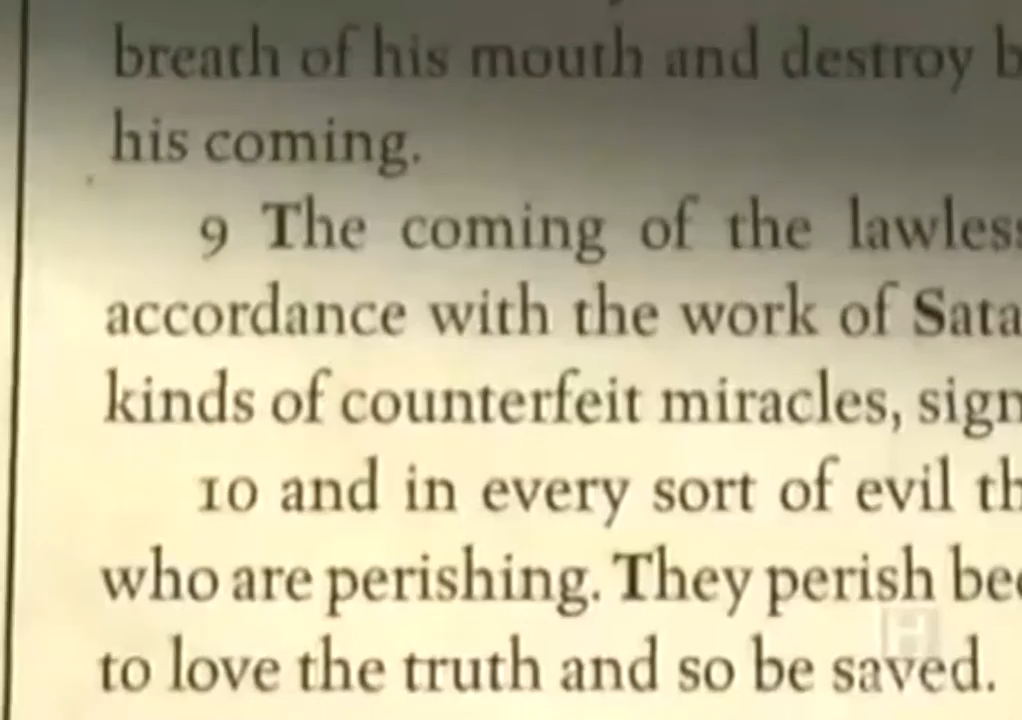 breath of his mouth and destroy b
his coming.
9 The coming of the lawless
accordance with the work of Sata
kinds of counterfeit miracles, sign
10 and in every sort of evil th
who are perishing. They perish bec
to love the truth and so be saved.
H